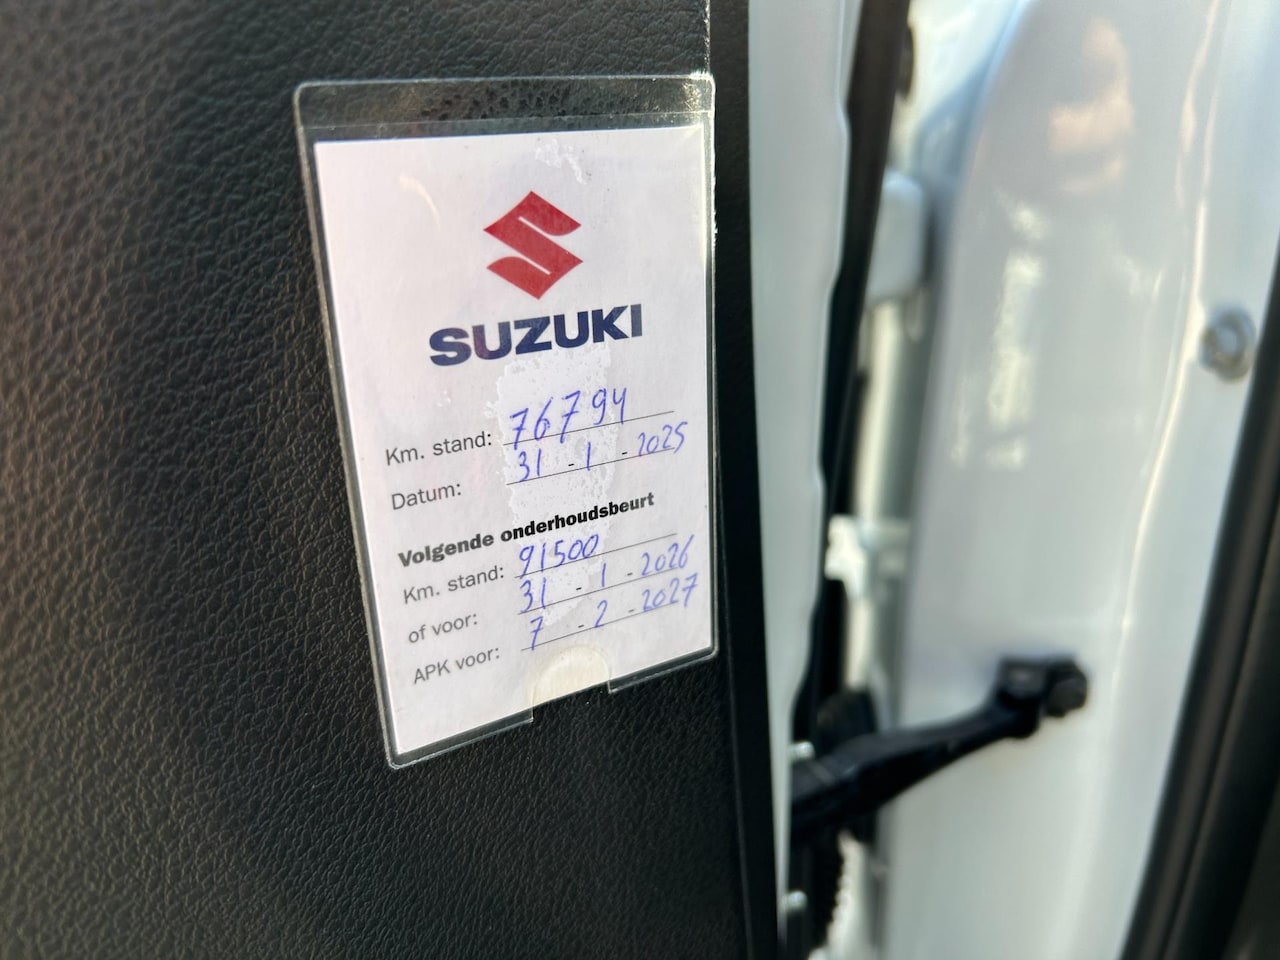 SUZUKI
Km. stand: 76794
Datum: 31 - 1 - 2025
Volgende onderhoudsbeurt
Km. stand: 91500
of voor: 31 - 1 - 2026
APK voor: 7 - 2 - 2027